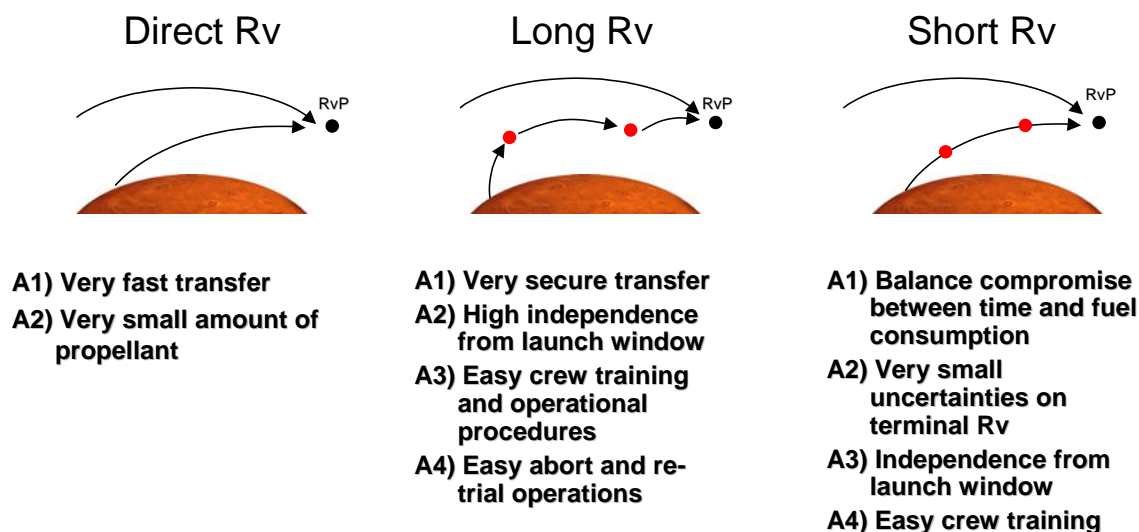 Direct Rv
RvP
A1) Very fast transfer
A2) Very small amount of
propellant
Long Rv
RvP
A1) Very secure transfer
A2) High independence
from launch window
A3) Easy crew training
and operational
procedures
A4) Easy abort and re-
trial operations
Short Rv
RvP
A1) Balance compromise
between time and fuel
consumption
A2) Very small
uncertainties on
terminal Rv
A3) Independence from
launch window
A4) Easy crew training